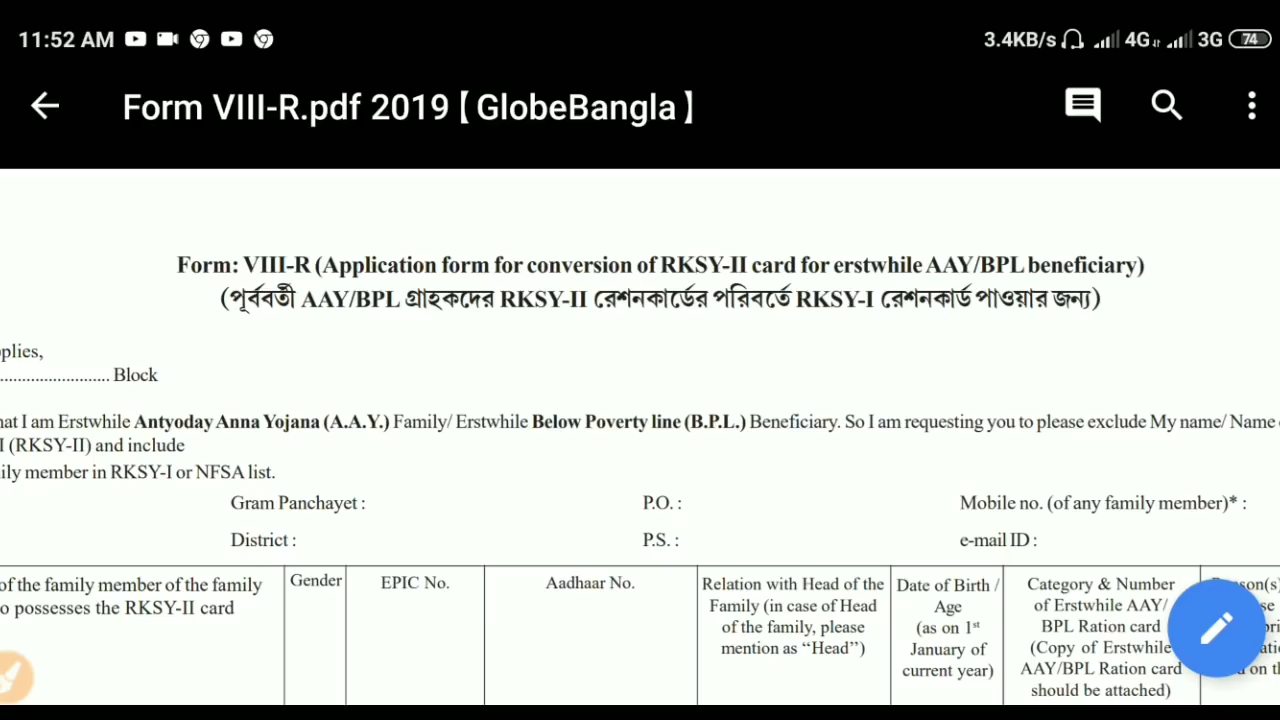 11:52 AM 3.4KB/s 4G 3G 74
Form VIII-R.pdf 2019【GlobeBangla】
Form: VIII-R (Application form for conversion of RKSY-II card for erstwhile AAY/BPL beneficiary)
(পূর্ববর্তী AAY/BPL গ্রাহকদের RKSY-II রেশনকার্ডের পরিবর্তে RKSY-I রেশনকার্ড পাওয়ার জন্য)
plies,
......................... Block
at I am Erstwhile Antyoday Anna Yojana (A.A.Y.) Family/ Erstwhile Below Poverty line (B.P.L.) Beneficiary. So I am requesting you to please exclude My name/ Name
I (RKSY-II) and include
ily member in RKSY-I or NFSA list.
Gram Panchayet : P.O. : Mobile no. (of any family member)* :
District : P.S. : e-mail ID :
of the family member of the family
o possesses the RKSY-II card
Gender
EPIC No.
Aadhaar No.
Relation with Head of the
Family (in case of Head
of the family, please
mention as “Head”)
Date of Birth /
Age
(as on 1st
January of
current year)
Category & Number
of Erstwhile AAY/
BPL Ration card
(Copy of Erstwhile
AAY/BPL Ration card
should be attached)